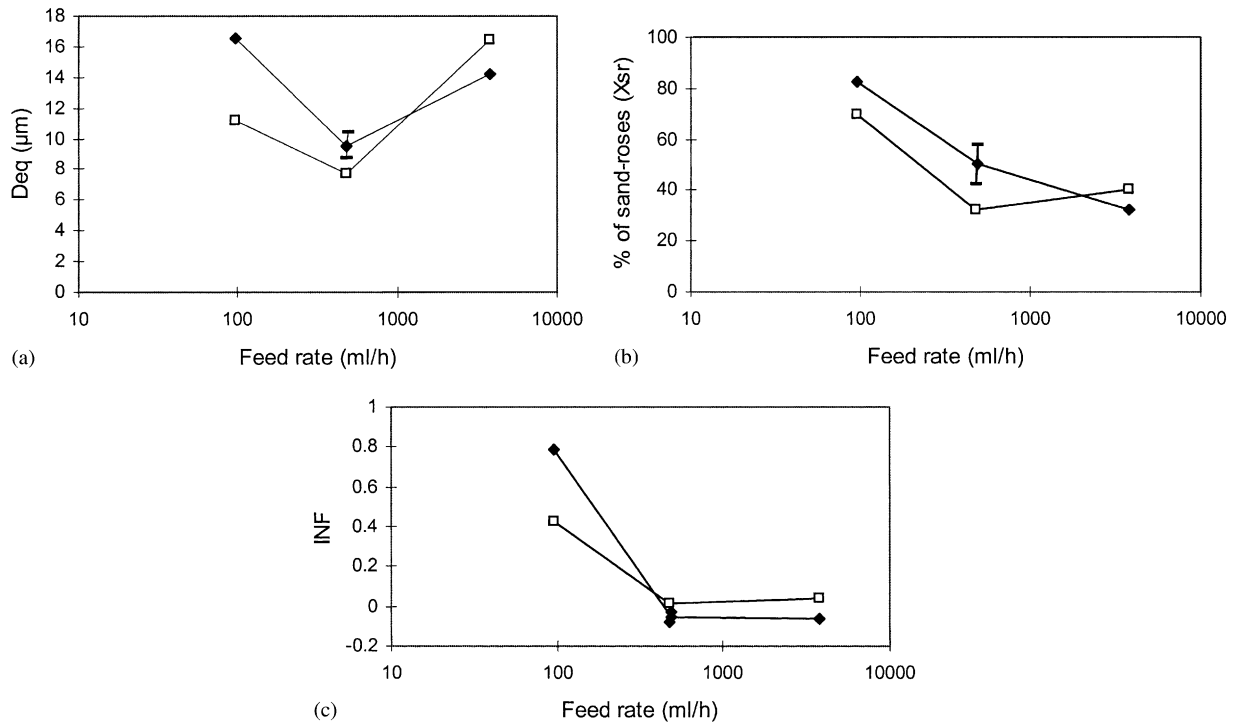 18
16
14
12
10
8
6
4
2
0
Deq (µm)
10 100 1000 10000
(a) Feed rate (ml/h)
100
80
60
40
20
0
% of sand-roses (Xsr)
10 100 1000 10000
(b) Feed rate (ml/h)
1
0.8
0.6
0.4
0.2
0
-0.2
INF
10 100 1000 10000
(c) Feed rate (ml/h)